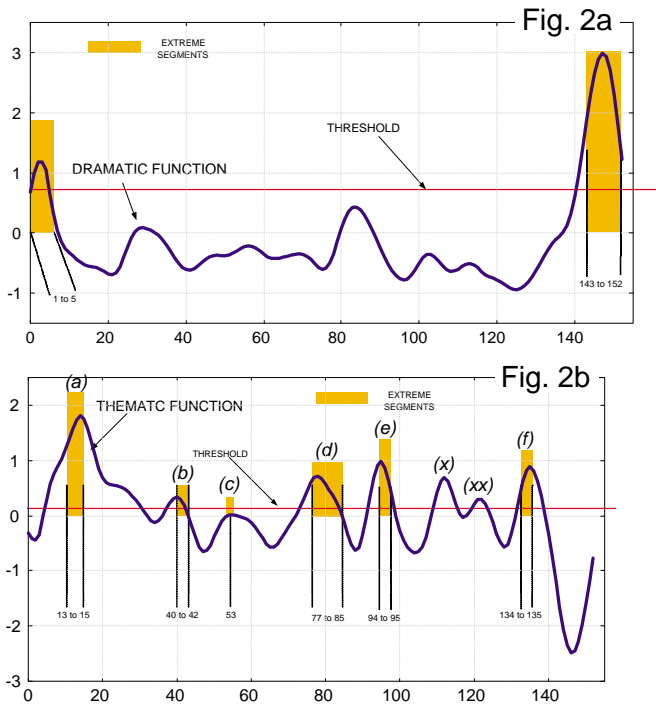 Fig. 2a
EXTREME
SEGMENTS
3
2
THRESHOLD
DRAMATIC FUNCTION
1
0
143 to 152
1 to 5
-1
0 20 40 60 80 100 120 140
Fig. 2b
(a)
EXTREME
SEGMENTS
2
THEMATC FUNCTION
(e)
(f)
(d)
(x)
1
THRESHOLD
(b)
(xx)
(c)
0
-1
13 to 15 40 to 42 53 77 to 85 94 to 95 134 to 135
-2
-3
0 20 40 60 80 100 120 140